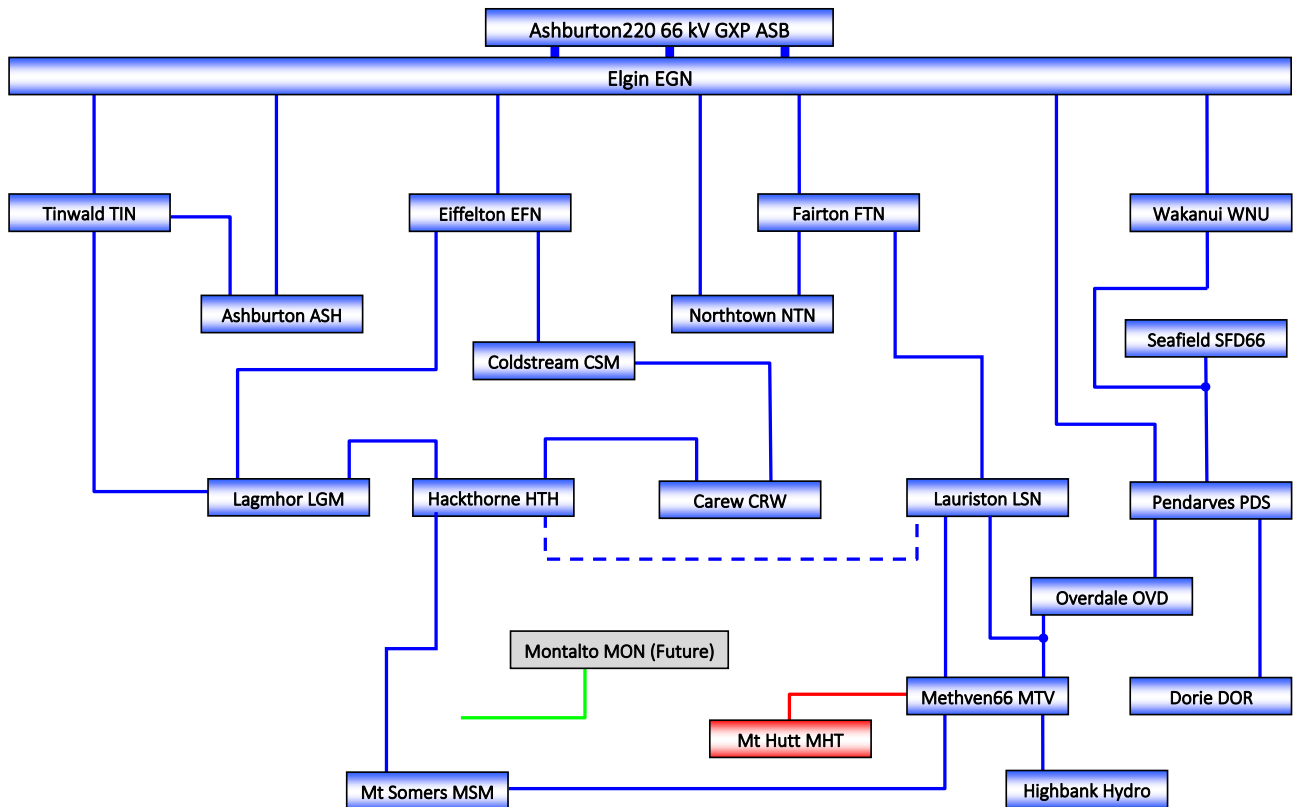 Ashburton220 66 kV GXP ASB
Elgin EGN
Tinwald TIN
Eiffelton EFN
Fairton FTN
Wakanui WNU
Ashburton ASH
Northtown NTN
Seafield SFD66
Coldstream CSM
Lagmhor LGM
Hackthorne HTH
Carew CRW
Lauriston LSN
Pendarves PDS
Overdale OVD
Montalto MON (Future)
Methven66 MTV
Dorie DOR
Mt Hutt MHT
Mt Somers MSM
Highbank Hydro